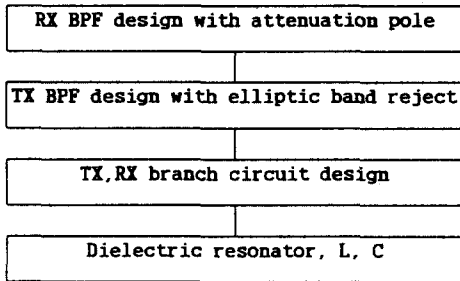 RX BPF design with attenuation pole
TX BPF design with elliptic band reject
TX,RX branch circuit design
Dielectric resonator, L, C